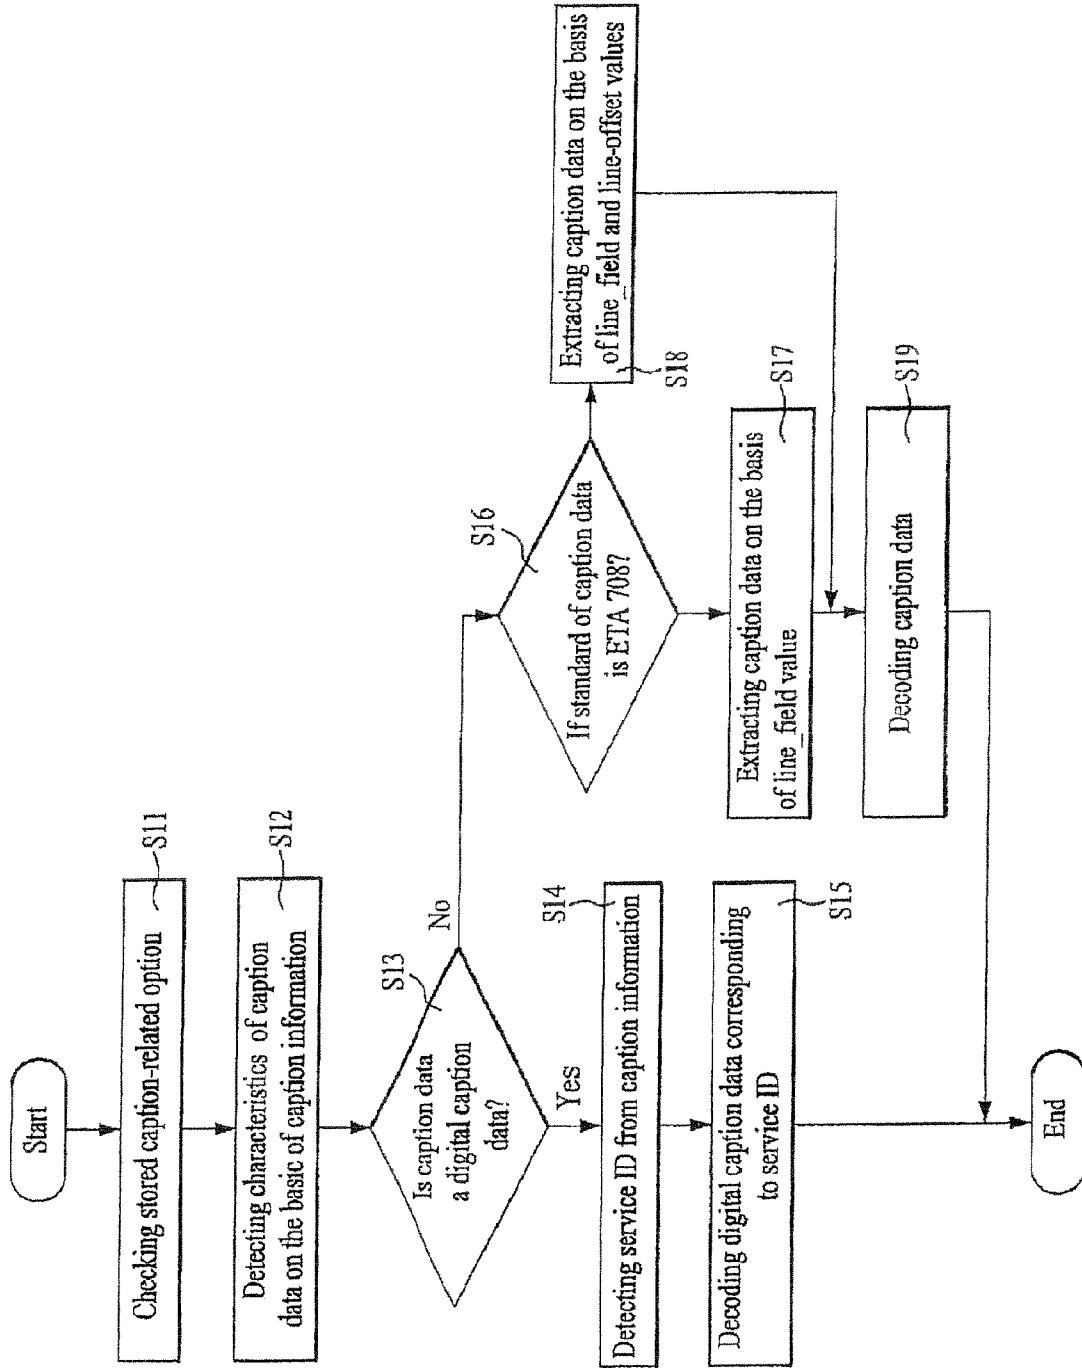 Start
Checking stored caption-related option
S11
Detecting characteristics of caption
data on the basic of caption information
S12
Is caption data
a digital caption
data?
S13
No
Yes
Detecting service ID from caption information
S14
Decoding digital caption data corresponding
to service ID
S15
If standard of caption data
is ETA 708?
S16
Extracting caption data on the basis
of line_field value
S17
Extracting caption data on the basis
of line_field and line-offset values
S18
Decoding caption data
S19
End